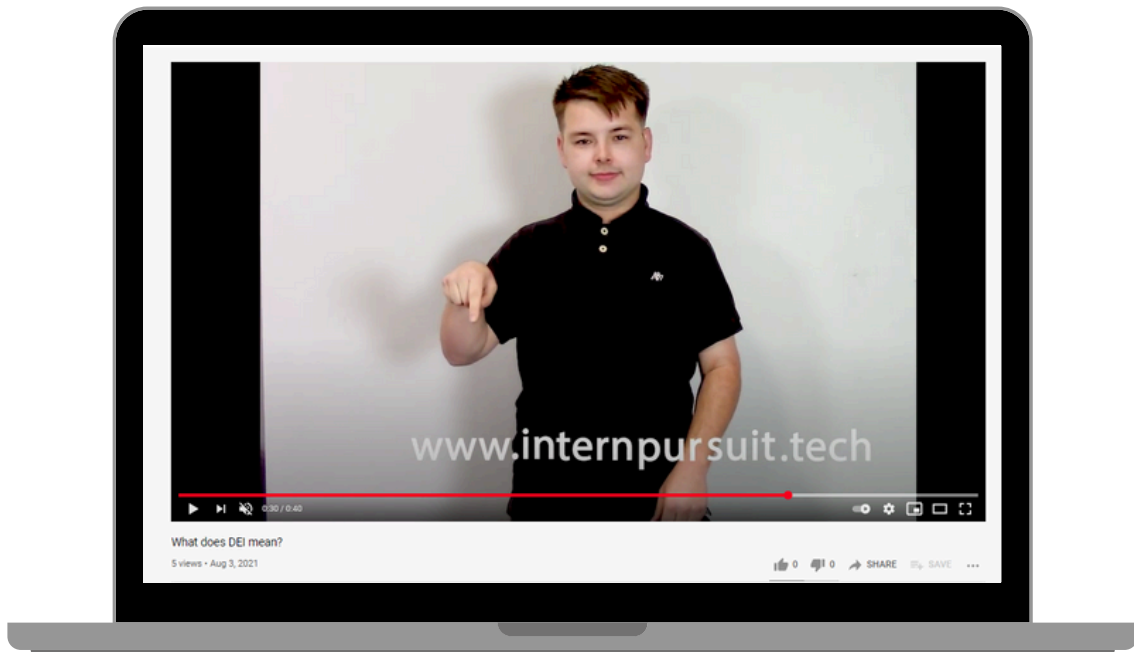 www.internpursuit.tech
0:30 / 0:40
What does DEI mean?
5 views • Aug 3, 2021
0
0
SHARE
SAVE